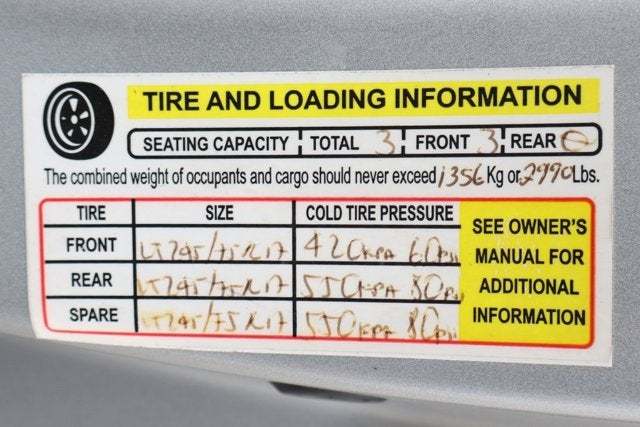 TIRE AND LOADING INFORMATION
SEATING CAPACITY TOTAL 3 FRONT 3 REAR 0
The combined weight of occupants and cargo should never exceed 1356 Kg or 2990 Lbs.
TIRE SIZE COLD TIRE PRESSURE
FRONT LT245/75R17 420KPA 60PSI
REAR LT245/75R17 550KPA 80PSI
SPARE LT245/75R17 550KPA 80PSI
SEE OWNER'S
MANUAL FOR
ADDITIONAL
INFORMATION